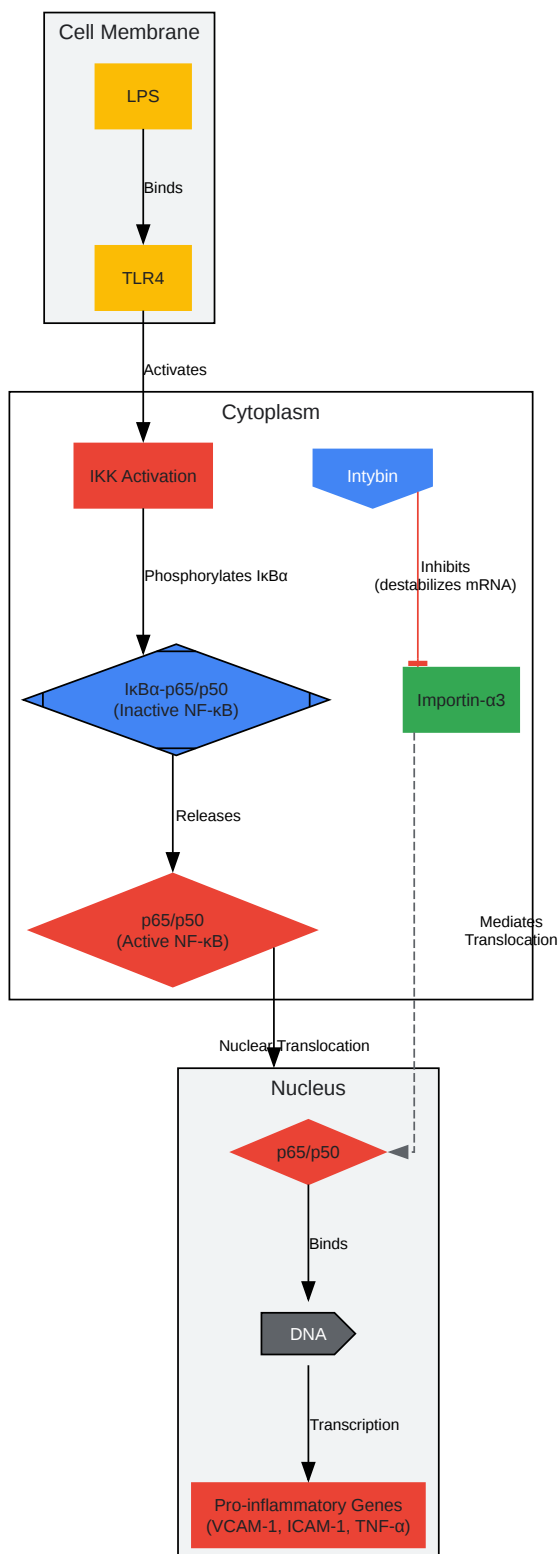 Cell Membrane
LPS
Binds
TLR4
Activates
Cytoplasm
IKK Activation
Intybin
Inhibits
(destabilizes mRNA)
Phosphorylates IκBα
IκBα-p65/p50
(Inactive NF-κB)
Importin-α3
Releases
p65/p50
(Active NF-κB)
Mediates
Translocation
Nuclear Translocation
Nucleus
p65/p50
Binds
DNA
Transcription
Pro-inflammatory Genes
(VCAM-1, ICAM-1, TNF-α)